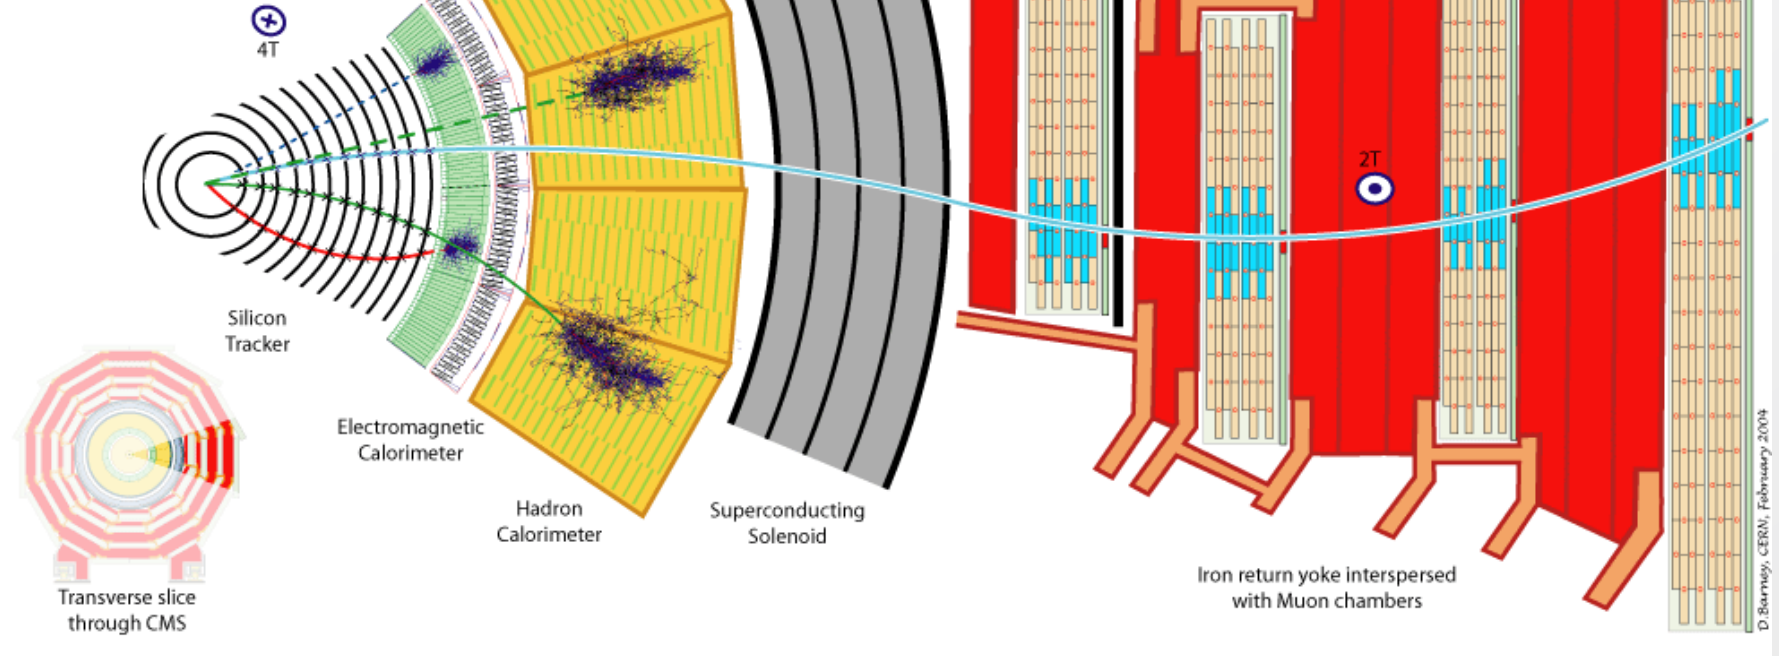 4T
2T
Silicon
Tracker
Electromagnetic
Calorimeter
Hadron
Calorimeter
Superconducting
Solenoid
Iron return yoke interspersed
with Muon chambers
Transverse slice
through CMS
D.Barney, CERN, February 2004